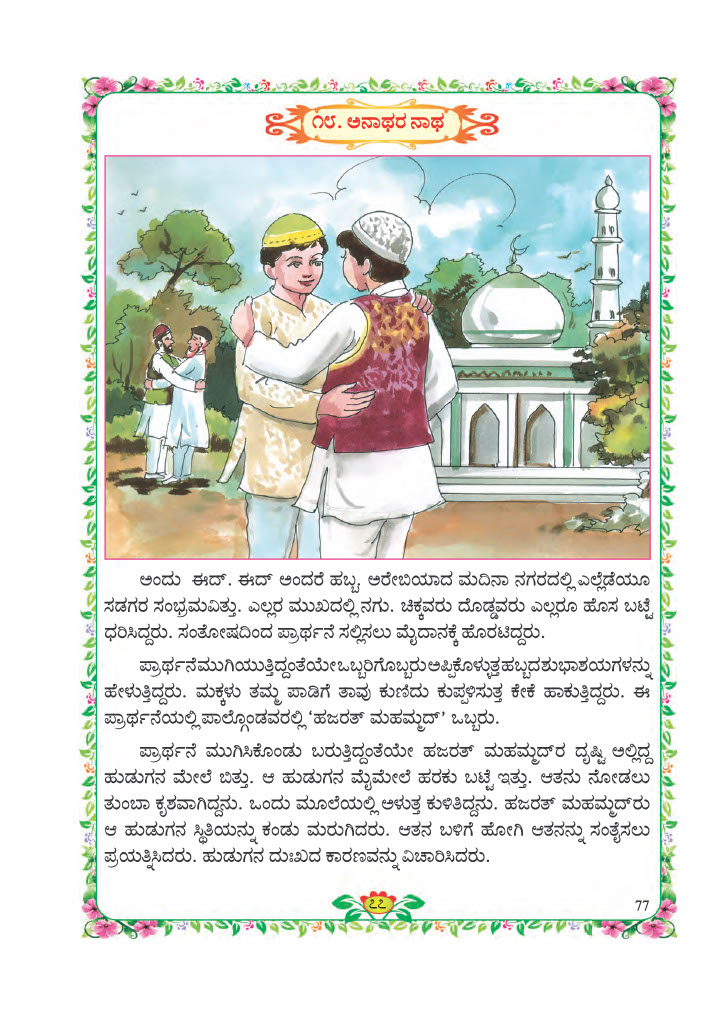 ೧೮. ಅನಾಥರ ನಾಥ
ಅಂದು ಈದ್. ಈದ್ ಅಂದರೆ ಹಬ್ಬ. ಅರೇಬಿಯಾದ ಮದಿನಾ ನಗರದಲ್ಲಿ ಎಲ್ಲೆಡೆಯೂ
ಸಡಗರ ಸಂಭ್ರಮವಿತ್ತು. ಎಲ್ಲರ ಮುಖದಲ್ಲಿ ನಗು. ಚಿಕ್ಕವರು ದೊಡ್ಡವರು ಎಲ್ಲರೂ ಹೊಸ ಬಟ್ಟೆ
ಧರಿಸಿದ್ದರು. ಸಂತೋಷದಿಂದ ಪ್ರಾರ್ಥನೆ ಸಲ್ಲಿಸಲು ಮೈದಾನಕ್ಕೆ ಹೊರಟಿದ್ದರು.
ಪ್ರಾರ್ಥನೆ ಮುಗಿಯುತ್ತಿದ್ದಂತೆಯೇ ಒಬ್ಬರಿಗೊಬ್ಬರು ಅಪ್ಪಿಕೊಳ್ಳುತ್ತ ಹಬ್ಬದ ಶುಭಾಶಯಗಳನ್ನು
ಹೇಳುತ್ತಿದ್ದರು. ಮಕ್ಕಳು ತಮ್ಮ ಪಾಡಿಗೆ ತಾವು ಕುಣಿದು ಕುಪ್ಪಳಿಸುತ್ತ ಕೇಕೆ ಹಾಕುತ್ತಿದ್ದರು. ಈ
ಪ್ರಾರ್ಥನೆಯಲ್ಲಿ ಪಾಲ್ಗೊಂಡವರಲ್ಲಿ ‘ಹಜರತ್ ಮಹಮ್ಮದ್’ ಒಬ್ಬರು.
ಪ್ರಾರ್ಥನೆ ಮುಗಿಸಿಕೊಂಡು ಬರುತ್ತಿದ್ದಂತೆಯೇ ಹಜರತ್ ಮಹಮ್ಮದ್‌ರ ದೃಷ್ಟಿ ಅಲ್ಲಿದ್ದ
ಹುಡುಗನ ಮೇಲೆ ಬಿತ್ತು. ಆ ಹುಡುಗನ ಮೈಮೇಲೆ ಹರಕು ಬಟ್ಟೆ ಇತ್ತು. ಆತನು ನೋಡಲು
ತುಂಬಾ ಕೃಶವಾಗಿದ್ದನು. ಒಂದು ಮೂಲೆಯಲ್ಲಿ ಅಳುತ್ತ ಕುಳಿತಿದ್ದನು. ಹಜರತ್ ಮಹಮ್ಮದ್‌ರು
ಆ ಹುಡುಗನ ಸ್ಥಿತಿಯನ್ನು ಕಂಡು ಮರುಗಿದರು. ಆತನ ಬಳಿಗೆ ಹೋಗಿ ಆತನನ್ನು ಸಂತೈಸಲು
ಪ್ರಯತ್ನಿಸಿದರು. ಹುಡುಗನ ದುಃಖದ ಕಾರಣವನ್ನು ವಿಚಾರಿಸಿದರು.
೭೭
77